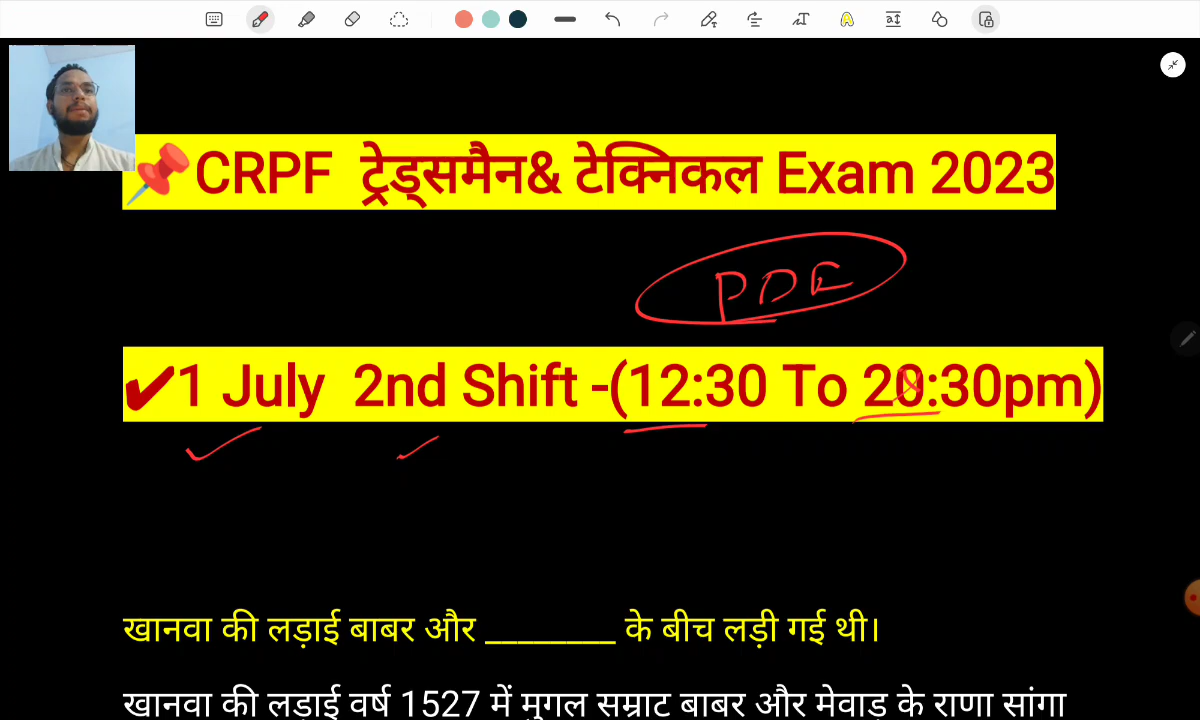 📌CRPF ट्रेड्समैन& टेक्निकल Exam 2023
PDF
✔1 July 2nd Shift -(12:30 To 20:30pm)
खानवा की लड़ाई बाबर और ________ के बीच लड़ी गई थी।
खानवा की लड़ाई वर्ष 1527 में मुगल सम्राट बाबर और मेवाड़ के राणा सांगा